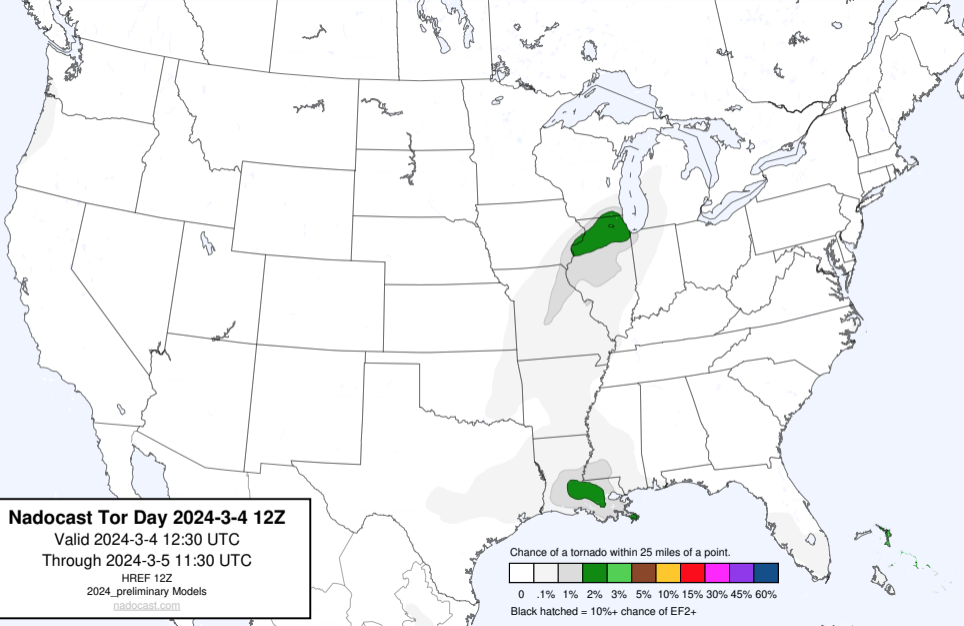 Nadocast Tor Day 2024-3-4 12Z
Valid 2024-3-4 12:30 UTC
Through 2024-3-5 11:30 UTC
HREF 12Z
2024_preliminary Models
nadocast.com
Chance of a tornado within 25 miles of a point.
0 .1% 1% 2% 3% 5% 10% 15% 30% 45% 60%
Black hatched = 10%+ chance of EF2+